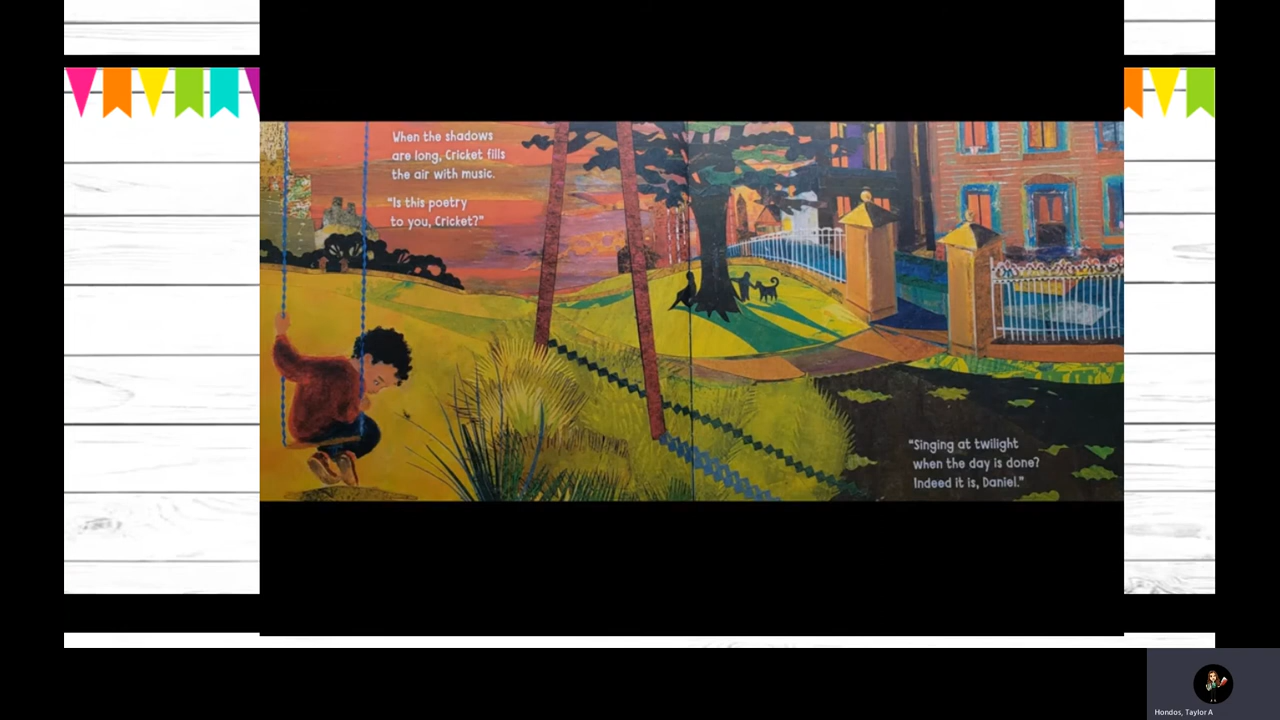 When the shadows
are long, Cricket fills
the air with music.
"Is this poetry
to you, Cricket?"
"Singing at twilight
when the day is done?
Indeed it is, Daniel."
Hondos, Taylor A